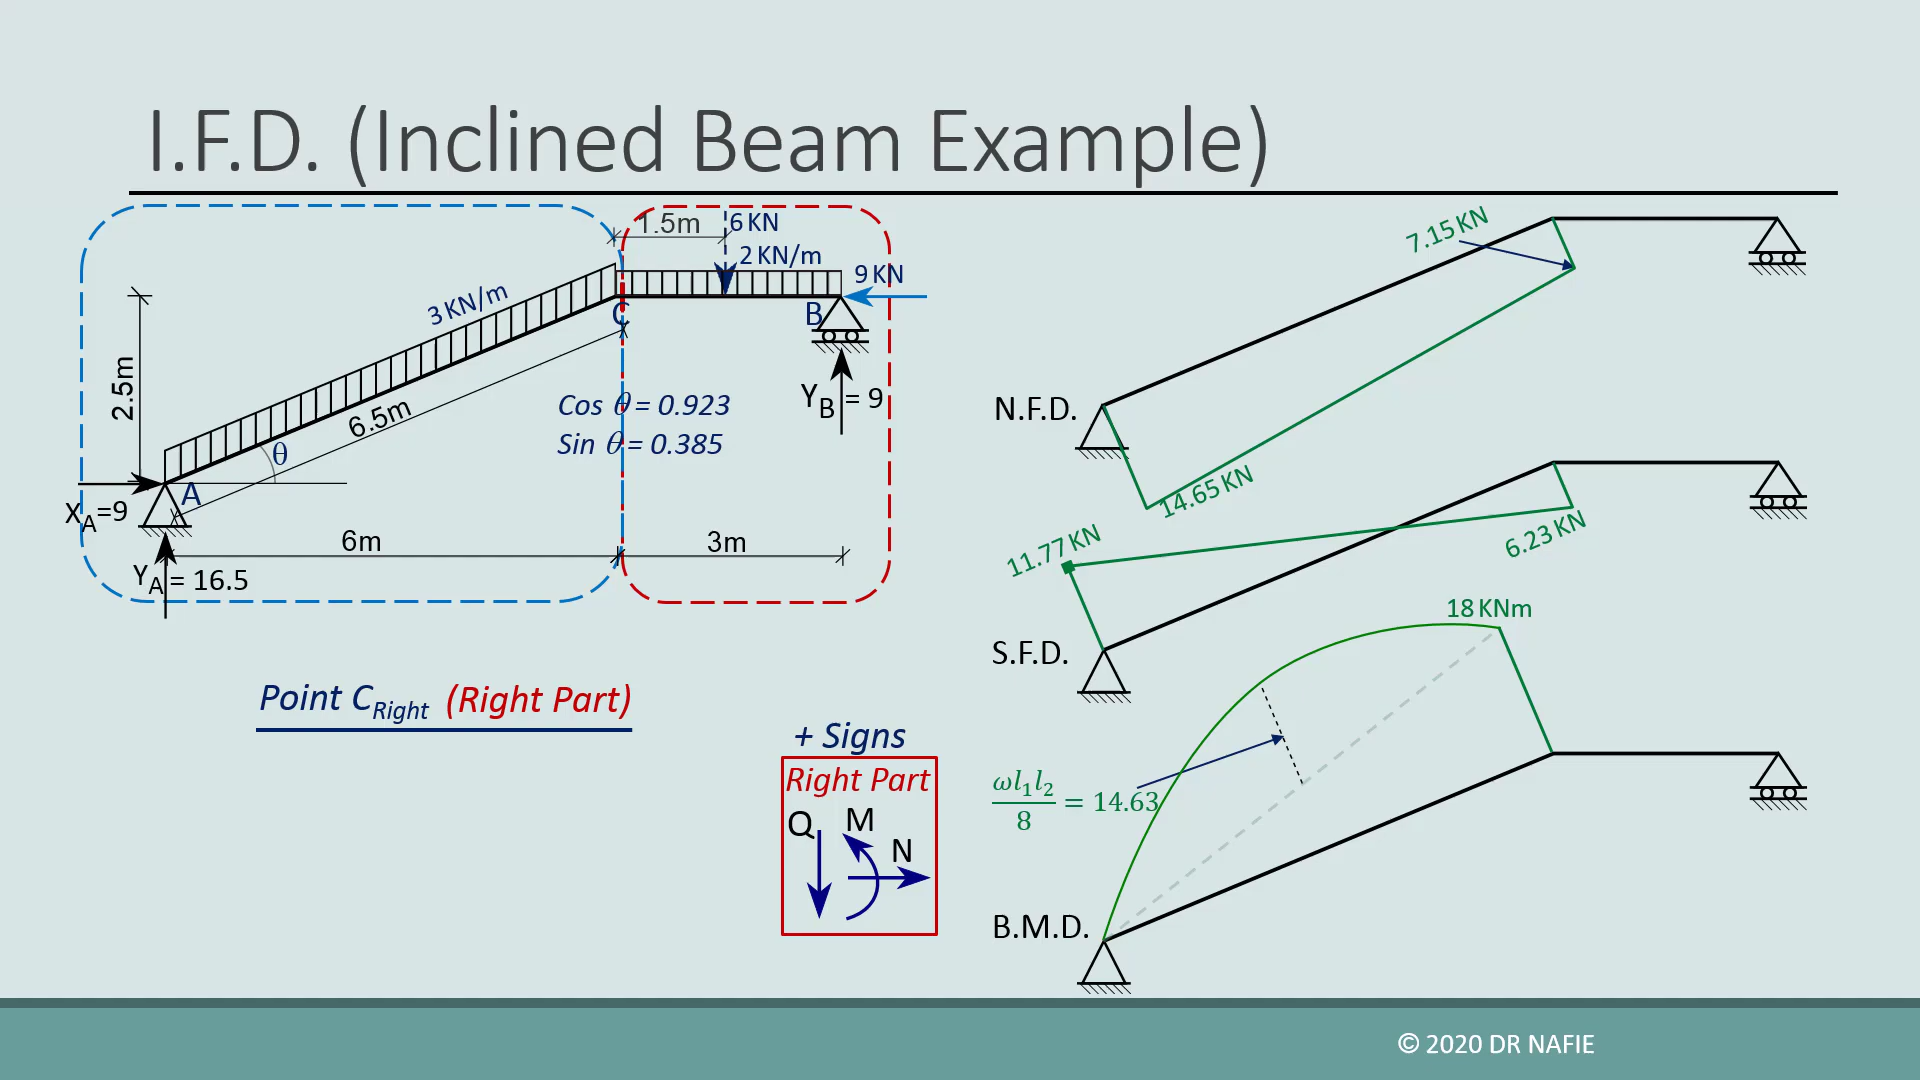 I.F.D. (Inclined Beam Example)
1.5m
6 KN
2 KN/m
9 KN
3 KN/m
C
B
2.5m
6.5m
Cos θ = 0.923
Sin θ = 0.385
Y_B = 9
θ
A
X_A=9
6m
3m
Y_A = 16.5
Point C_Right (Right Part)
+ Signs
Right Part
Q M
N
7.15 KN
N.F.D.
14.65 KN
11.77 KN
6.23 KN
S.F.D.
18 KNm
ωl₁l₂/8 = 14.63
B.M.D.
© 2020 DR NAFIE